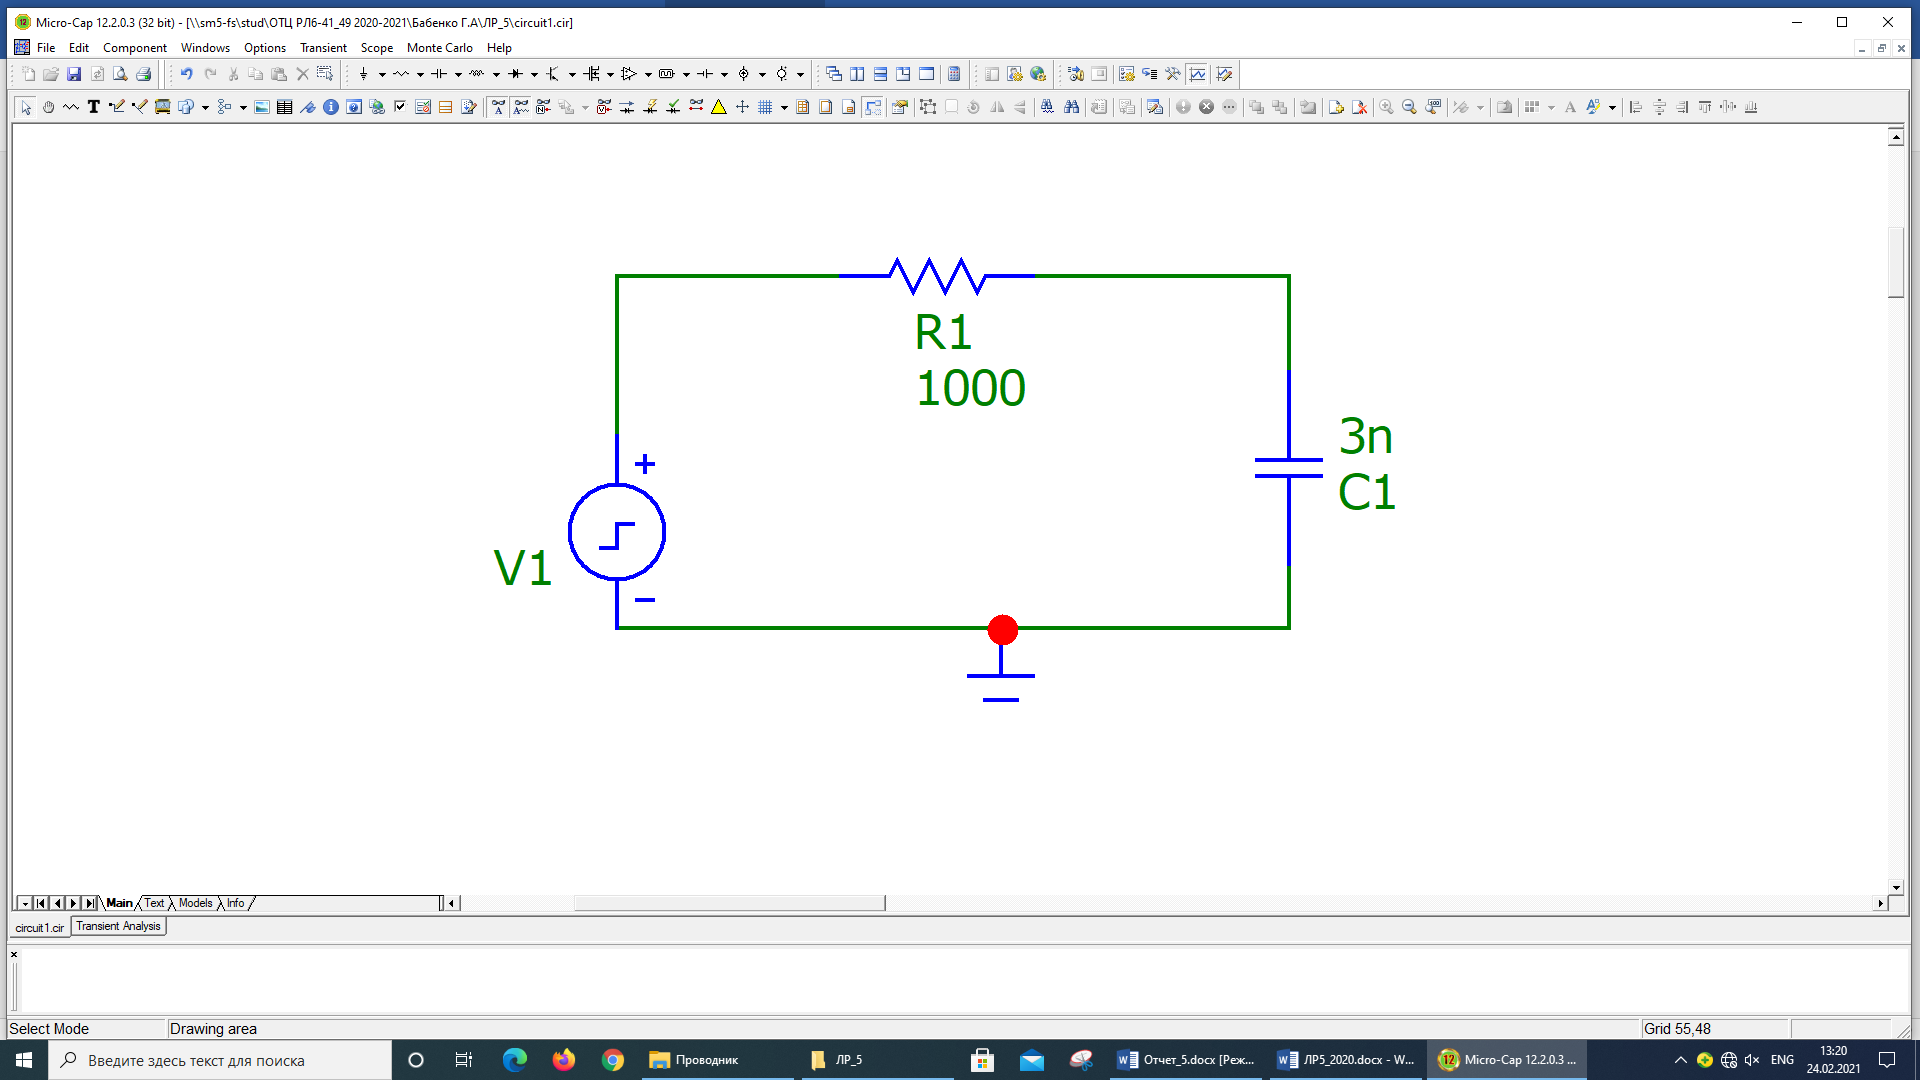 Micro-Cap 12.2.0.3 (32 bit) - [\\sm5-fs\stud\ОТЦ РЛ6-41_49 2020-2021\Бабенко Г.А\ЛР_5\circuit1.cir]
File Edit Component Windows Options Transient Scope Monte Carlo Help
R1
1000
3n
C1
+
V1
−
Main Text Models Info
circuit1.cir Transient Analysis
Select Mode Drawing area Grid 55,48
Введите здесь текст для поиска Проводник ЛР_5 Отчет_5.docx [Реж... ЛР5_2020.docx - W... Micro-Cap 12.2.0.3 ... ENG 13:20
24.02.2021